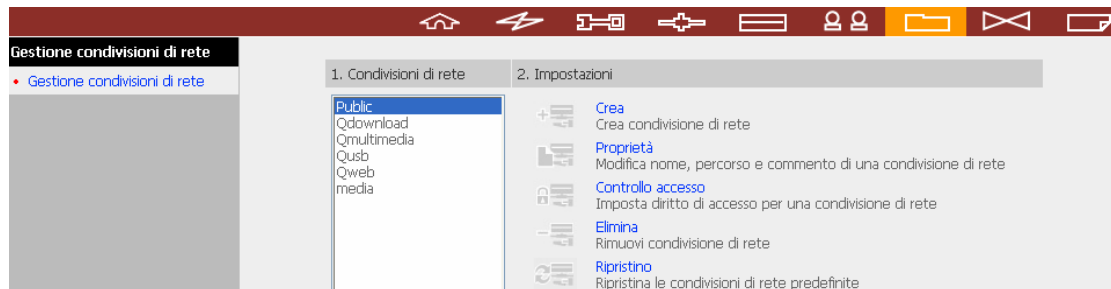 Gestione condivisioni di rete
Gestione condivisioni di rete
1. Condivisioni di rete
2. Impostazioni
Public
Qdownload
Qmultimedia
Qusb
Qweb
media
Crea
Crea condivisione di rete
Proprietà
Modifica nome, percorso e commento di una condivisione di rete
Controllo accesso
Imposta diritto di accesso per una condivisione di rete
Elimina
Rimuovi condivisione di rete
Ripristino
Ripristina le condivisioni di rete predefinite